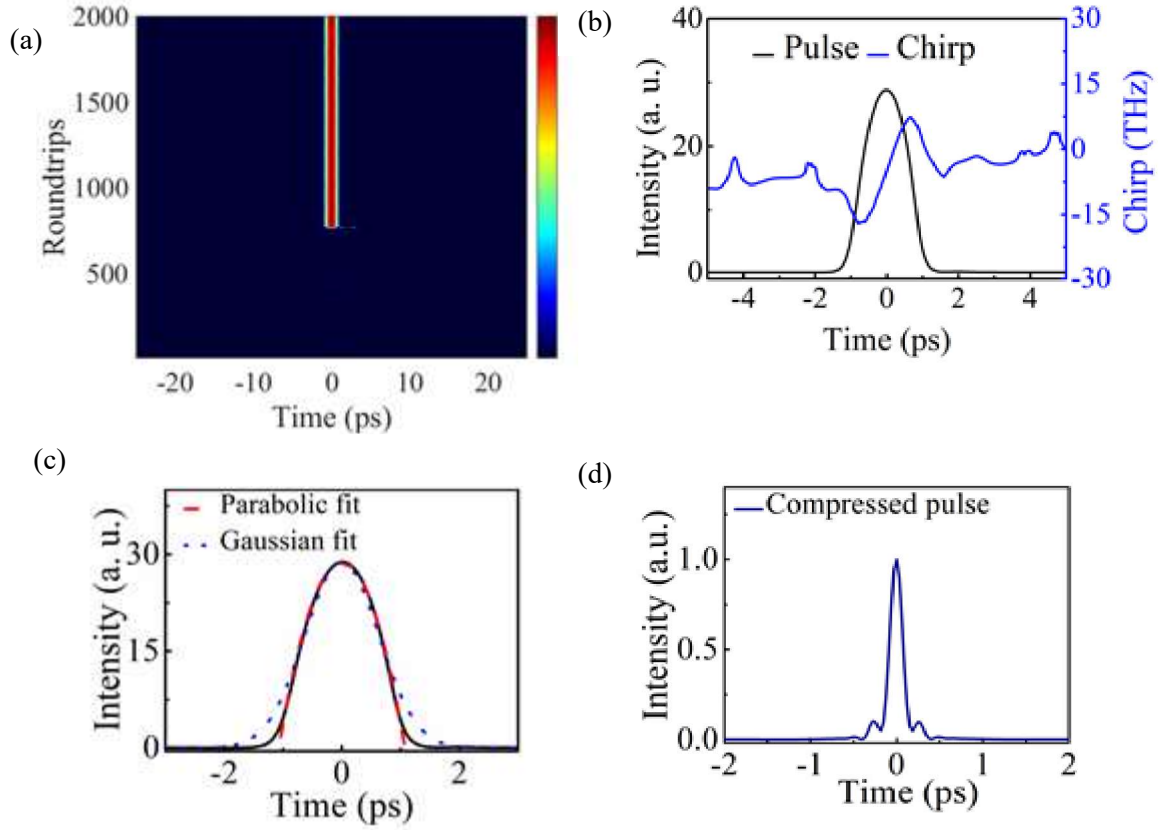 (a)
2000
1500
1000
500
Roundtrips
-20 -10 0 10 20
Time (ps)
(b)
40
20
0
Intensity (a. u.)
Pulse Chirp
30
15
0
-15
-30
Chirp (THz)
-4 -2 0 2 4
Time (ps)
(c)
Parabolic fit
Gaussian fit
30
15
0
Intensity (a. u.)
-2 0 2
Time (ps)
(d)
Compressed pulse
1.0
0.5
0.0
Intensity (a.u.)
-2 -1 0 1 2
Time (ps)